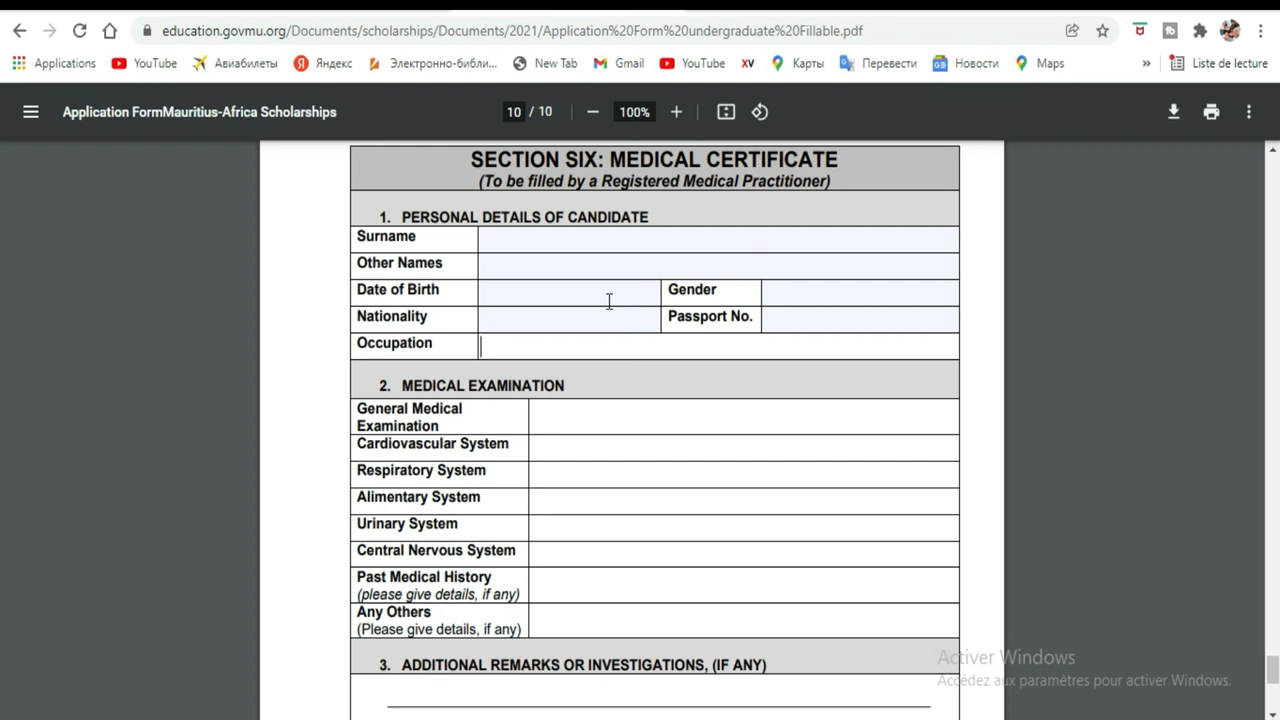 education.govmu.org/Documents/scholarships/Documents/2021/Application%20Form%20undergraduate%20Fillable.pdf
Applications YouTube Авиабилеты Яндекс Электронно-библи... New Tab Gmail YouTube XV Карты Перевести Новости Maps » Liste de lecture
Application FormMauritius-Africa Scholarships 10 / 10 − 100% +
SECTION SIX: MEDICAL CERTIFICATE
(To be filled by a Registered Medical Practitioner)
1. PERSONAL DETAILS OF CANDIDATE
Surname
Other Names
Date of Birth Gender
Nationality Passport No.
Occupation
2. MEDICAL EXAMINATION
General Medical
Examination
Cardiovascular System
Respiratory System
Alimentary System
Urinary System
Central Nervous System
Past Medical History
(please give details, if any)
Any Others
(Please give details, if any)
3. ADDITIONAL REMARKS OR INVESTIGATIONS, (IF ANY)
Activer Windows
Accédez aux paramètres pour activer Windows.